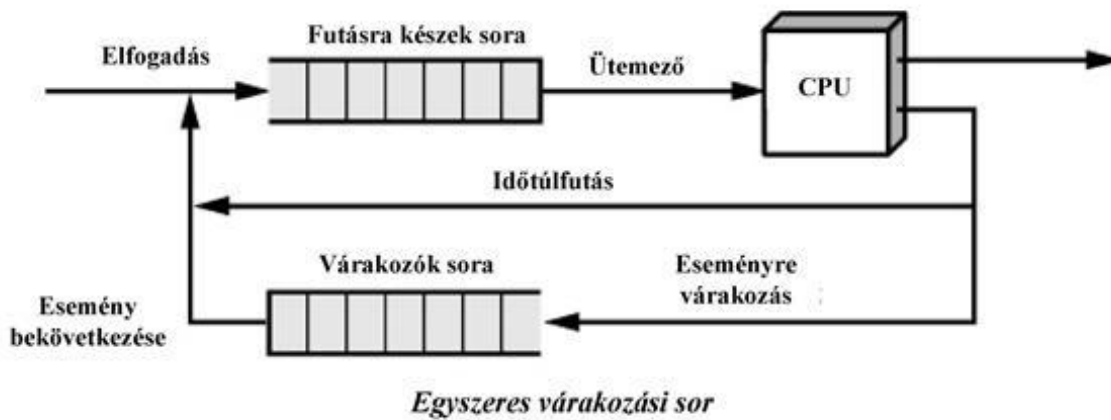 Futásra készek sora
Elfogadás
Ütemező
CPU
Időtúlfutás
Várakozók sora
Eseményre
várakozás
Esemény
bekövetkezése
Egyszeres várakozási sor